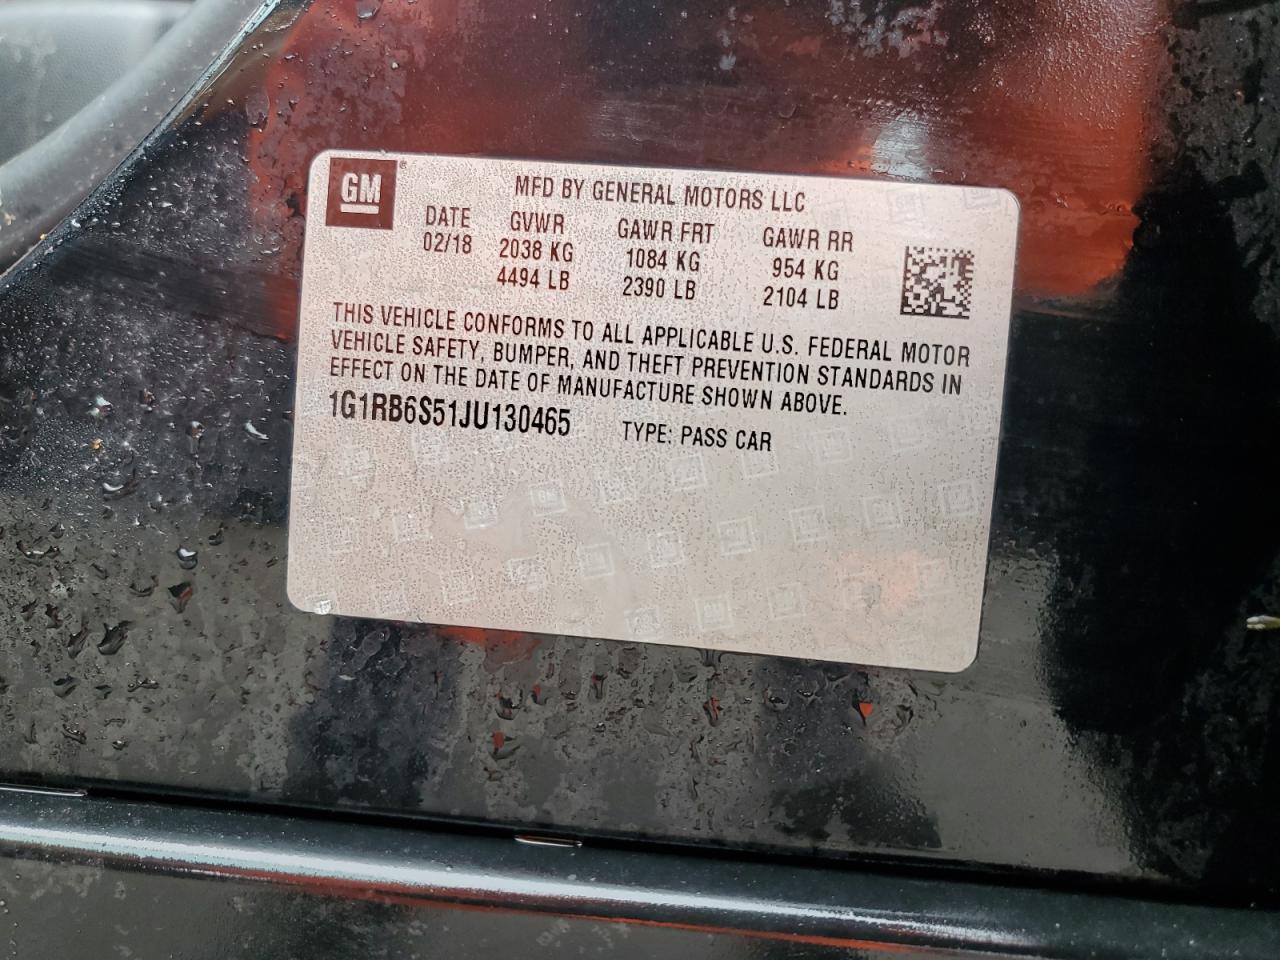 GM
MFD BY GENERAL MOTORS LLC
DATE GVWR GAWR FRT GAWR RR
02/18 2038 KG 1084 KG 954 KG
4494 LB 2390 LB 2104 LB
THIS VEHICLE CONFORMS TO ALL APPLICABLE U.S. FEDERAL MOTOR
VEHICLE SAFETY, BUMPER, AND THEFT PREVENTION STANDARDS IN
EFFECT ON THE DATE OF MANUFACTURE SHOWN ABOVE.
1G1RB6S51JU130465 TYPE: PASS CAR